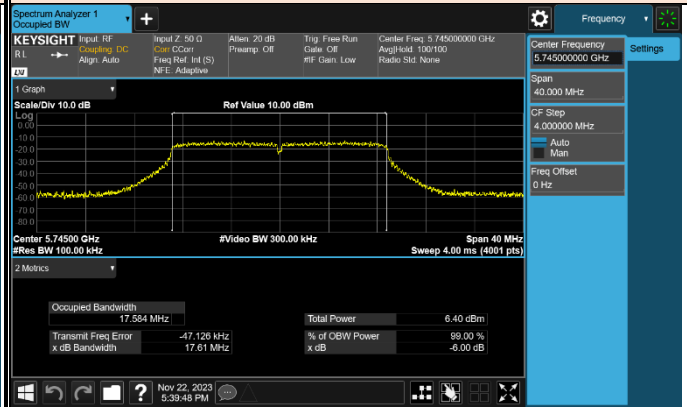 Spectrum Analyzer 1
Occupied BW
Frequency
KEYSIGHT
RL
Input: RF
Coupling: DC
Align: Auto
Input Z: 50 Ω
Corr CCorr
Freq Ref: Int (S)
NFE: Adaptive
Atten: 20 dB
Preamp: Off
Trig: Free Run
Gate: Off
#IF Gain: Low
Center Freq: 5.745000000 GHz
Avg|Hold: 100/100
Radio Std: None
LXI
Center Frequency
5.745000000 GHz
Settings
Span
40.000 MHz
CF Step
4.000000 MHz
Auto
Man
Freq Offset
0 Hz
1 Graph
Scale/Div 10.0 dB
Ref Value 10.00 dBm
Log
0.00
-10.0
-20.0
-30.0
-40.0
-50.0
-60.0
-70.0
-80.0
Center 5.74500 GHz
#Video BW 300.00 kHz
Span 40 MHz
#Res BW 100.00 kHz
Sweep 4.00 ms (4001 pts)
2 Metrics
Occupied Bandwidth
17.584 MHz
Total Power 6.40 dBm
Transmit Freq Error -47.126 kHz
% of OBW Power 99.00 %
x dB Bandwidth 17.61 MHz
x dB -6.00 dB
Nov 22, 2023
5:39:48 PM